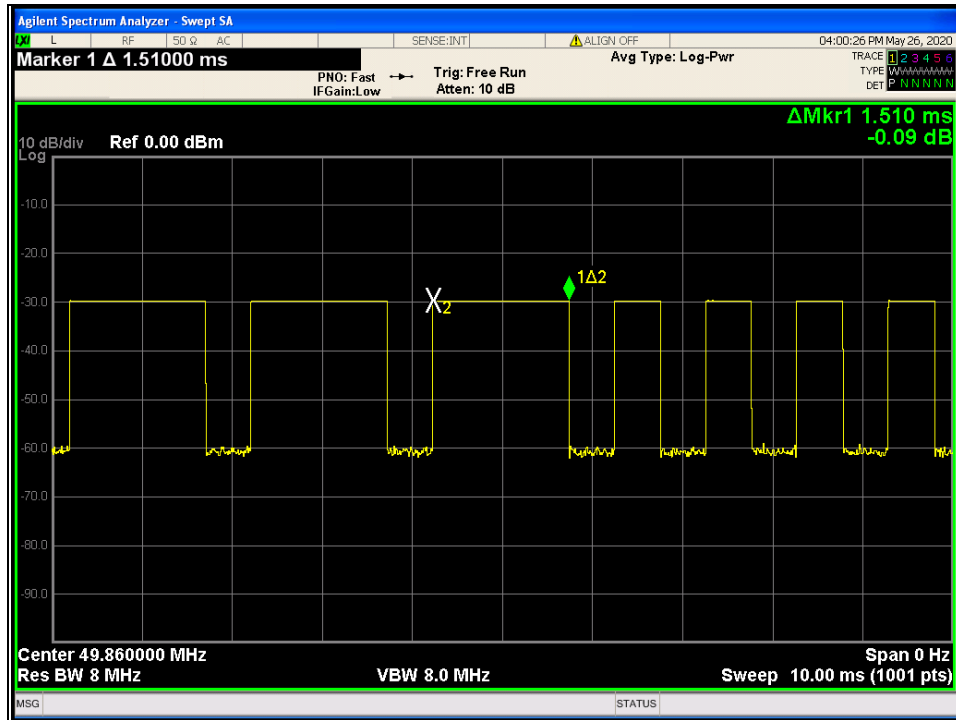 Agilent Spectrum Analyzer - Swept SA
LXI L RF 50 Ω AC SENSE:INT ALIGN OFF 04:00:26 PM May 26, 2020
Marker 1 Δ 1.51000 ms
PNO: Fast
IFGain:Low
Trig: Free Run
Atten: 10 dB
Avg Type: Log-Pwr
TRACE 1 2 3 4 5 6
TYPE WWWWWW
DET P N N N N N
ΔMkr1 1.510 ms
-0.09 dB
10 dB/div Ref 0.00 dBm
Log
-10.0
-20.0
1Δ2
-30.0
X2
-40.0
-50.0
-60.0
-70.0
-80.0
-90.0
Center 49.860000 MHz Span 0 Hz
Res BW 8 MHz VBW 8.0 MHz Sweep 10.00 ms (1001 pts)
MSG STATUS